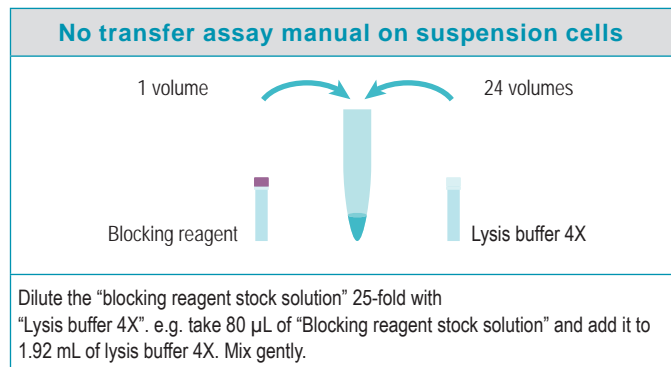 No transfer assay manual on suspension cells
1 volume
24 volumes
Blocking reagent
Lysis buffer 4X
Dilute the “blocking reagent stock solution” 25-fold with
“Lysis buffer 4X”. e.g. take 80 µL of “Blocking reagent stock solution” and add it to
1.92 mL of lysis buffer 4X. Mix gently.